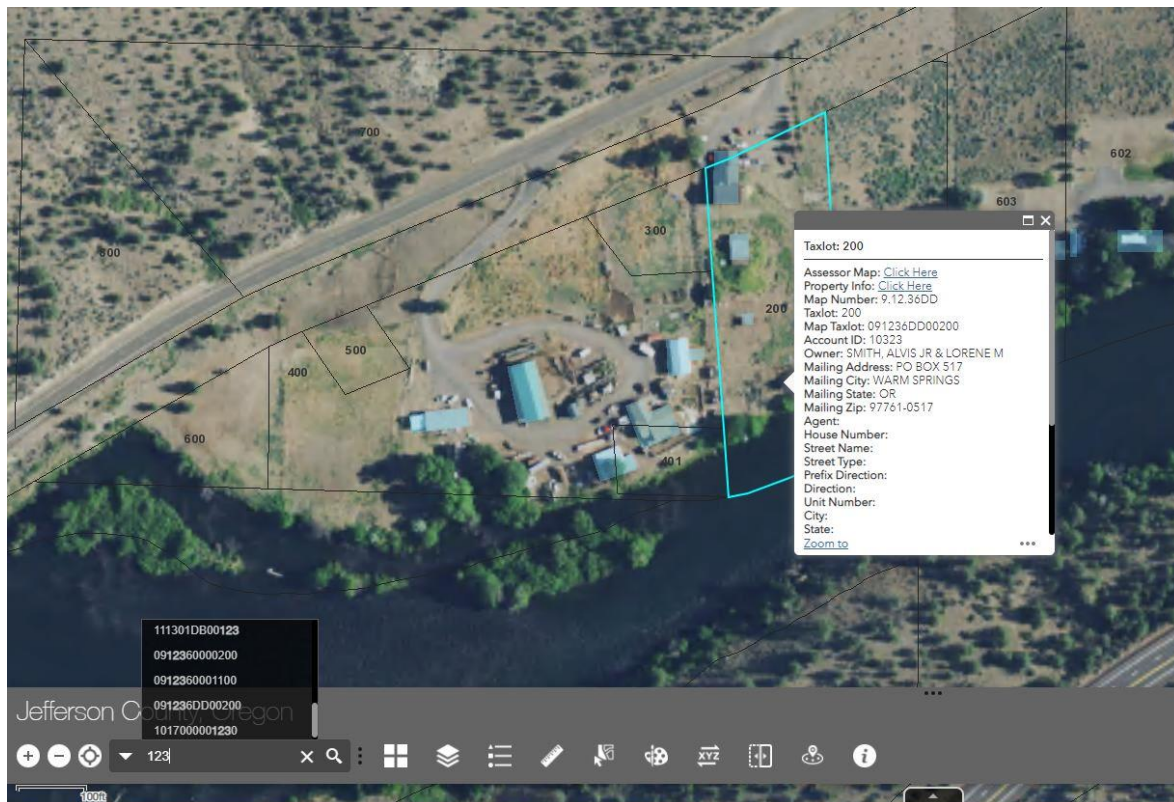 700
602
603
800
300
200
500
400
600
401
Taxlot: 200
Assessor Map: Click Here
Property Info: Click Here
Map Number: 9.12.36DD
Taxlot: 200
Map Taxlot: 091236DD00200
Account ID: 10323
Owner: SMITH, ALVIS JR & LORENE M
Mailing Address: PO BOX 517
Mailing City: WARM SPRINGS
Mailing State: OR
Mailing Zip: 97761-0517
Agent:
House Number:
Street Name:
Street Type:
Prefix Direction:
Direction:
Unit Number:
City:
State:
Zoom to
111301DB00123
0912360000200
0912360001100
091236DD00200
1017000001230
Jefferson County, Oregon
123
XYZ
100ft